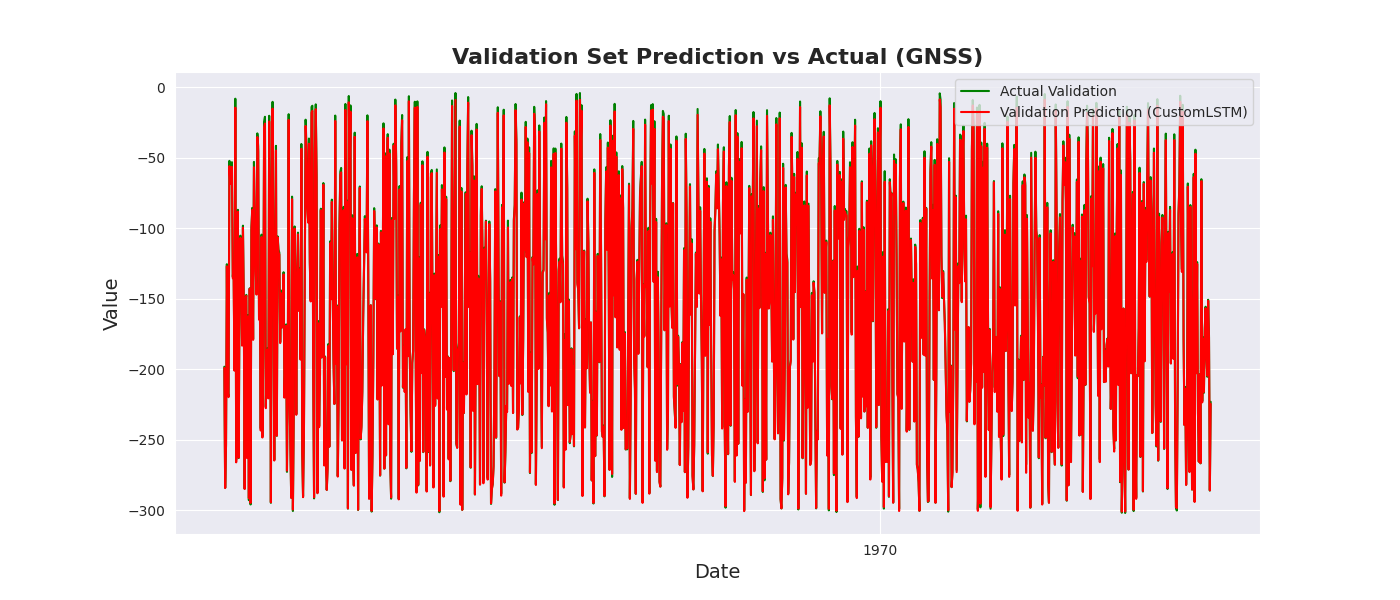 Validation Set Prediction vs Actual (GNSS)
Actual Validation
Validation Prediction (CustomLSTM)
0
−50
−100
−150
−200
−250
−300
Value
1970
Date